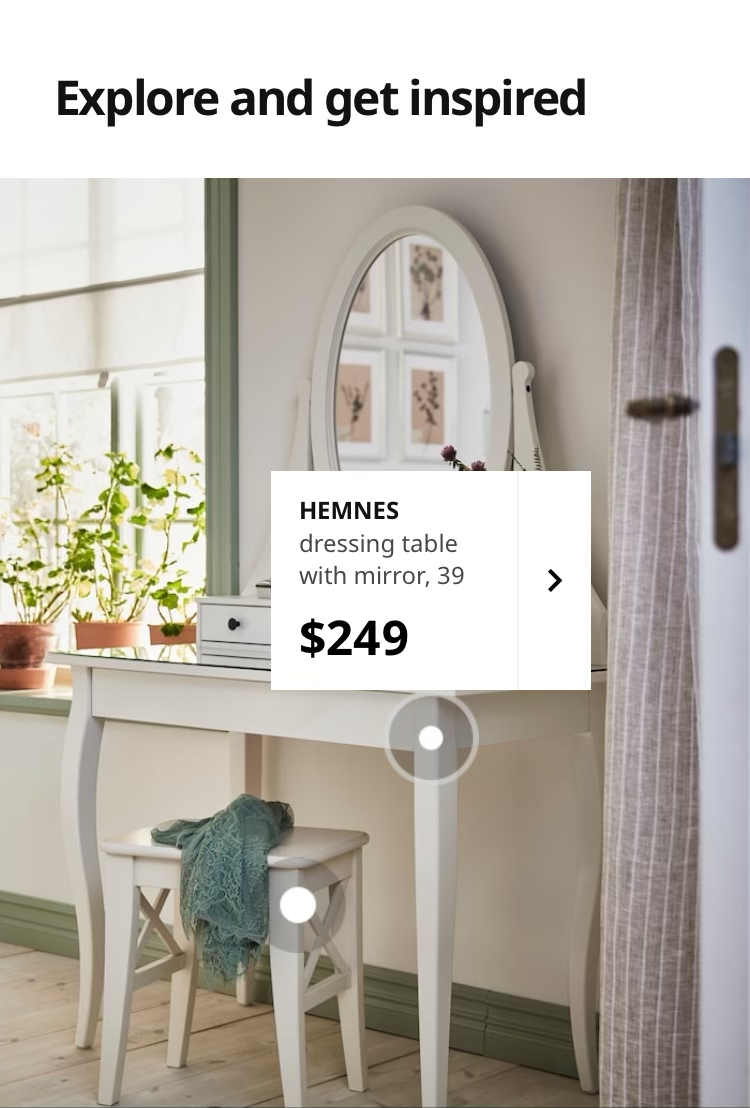 Explore and get inspired
HEMNES
dressing table
with mirror, 39
$249